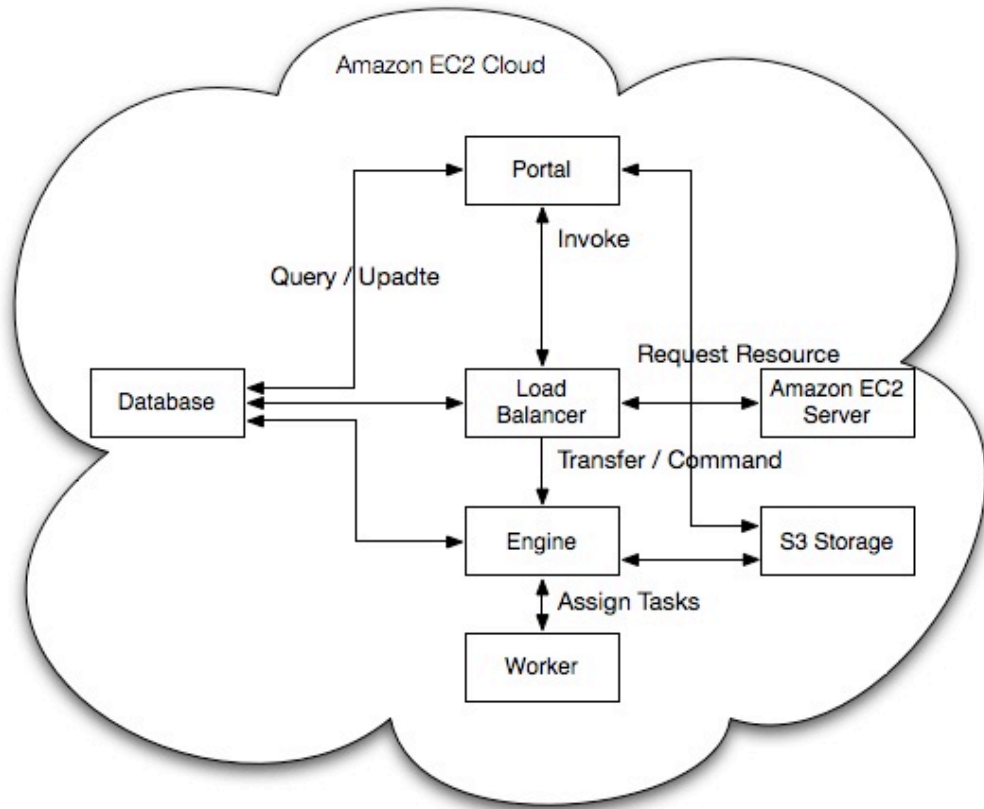 Amazon EC2 Cloud
Portal
Invoke
Query / Upadte
Request Resource
Database
Load
Balancer
Amazon EC2
Server
Transfer / Command
Engine
S3 Storage
Assign Tasks
Worker